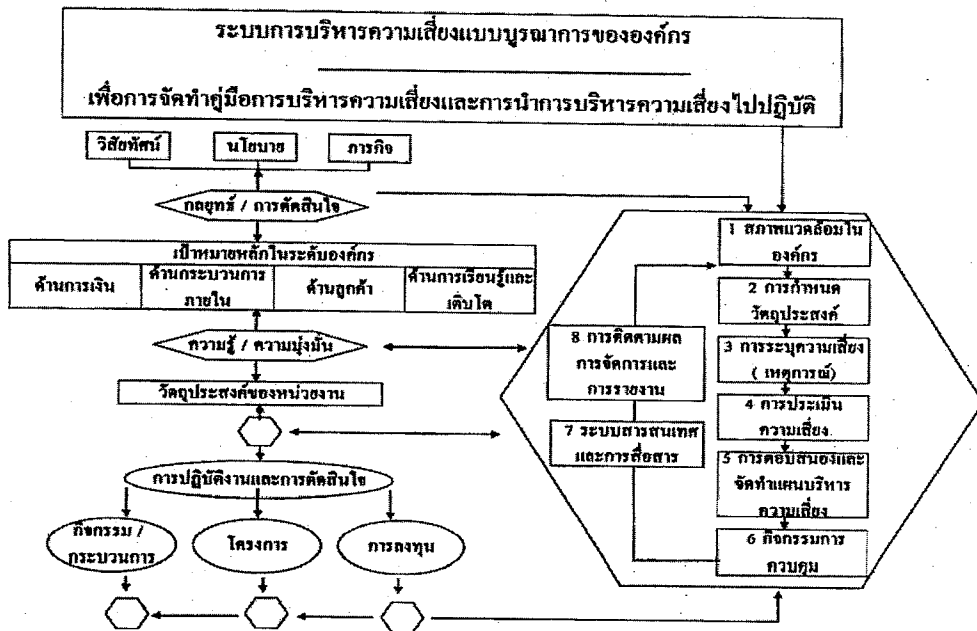 ระบบการบริหารความเสี่ยงแบบบูรณาการขององค์กร
เพื่อการจัดทำคู่มือการบริหารความเสี่ยงและการนำการบริหารความเสี่ยงไปปฏิบัติ
วิสัยทัศน์
นโยบาย
ภารกิจ
กลยุทธ์ / การตัดสินใจ
เป้าหมายหลักในระดับองค์กร
ด้านการเงิน
ด้านกระบวนการ
ภายใน
ด้านลูกค้า
ด้านการเรียนรู้และ
เติบโต
ความรู้ / ความมุ่งมั่น
วัตถุประสงค์ของหน่วยงาน
การปฏิบัติงานและการตัดสินใจ
กิจกรรม /
กระบวนการ
โครงการ
การลงทุน
1 สภาพแวดล้อมใน
องค์กร
2 การกำหนด
วัตถุประสงค์
3 การระบุความเสี่ยง
( เหตุการณ์)
4 การประเมิน
ความเสี่ยง
5 การตอบสนองและ
จัดทำแผนบริหาร
ความเสี่ยง
6 กิจกรรมการ
ควบคุม
7 ระบบสารสนเทศ
และการสื่อสาร
8 การติดตามผล
การจัดการและ
การรายงาน